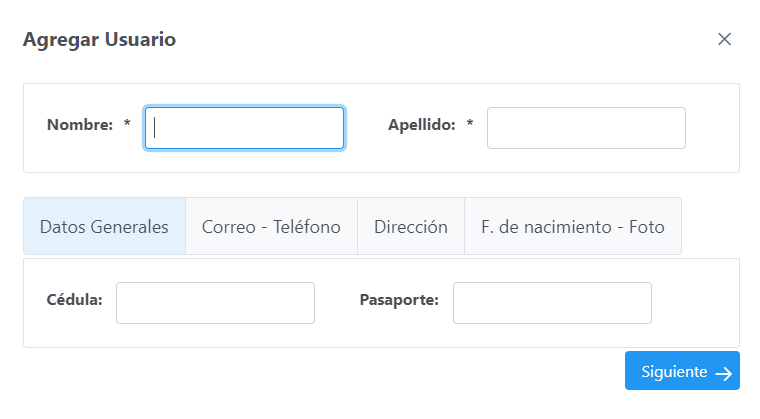 Agregar Usuario
Nombre: * Apellido: *
Datos Generales Correo - Teléfono Dirección F. de nacimiento - Foto
Cédula: Pasaporte:
Siguiente →